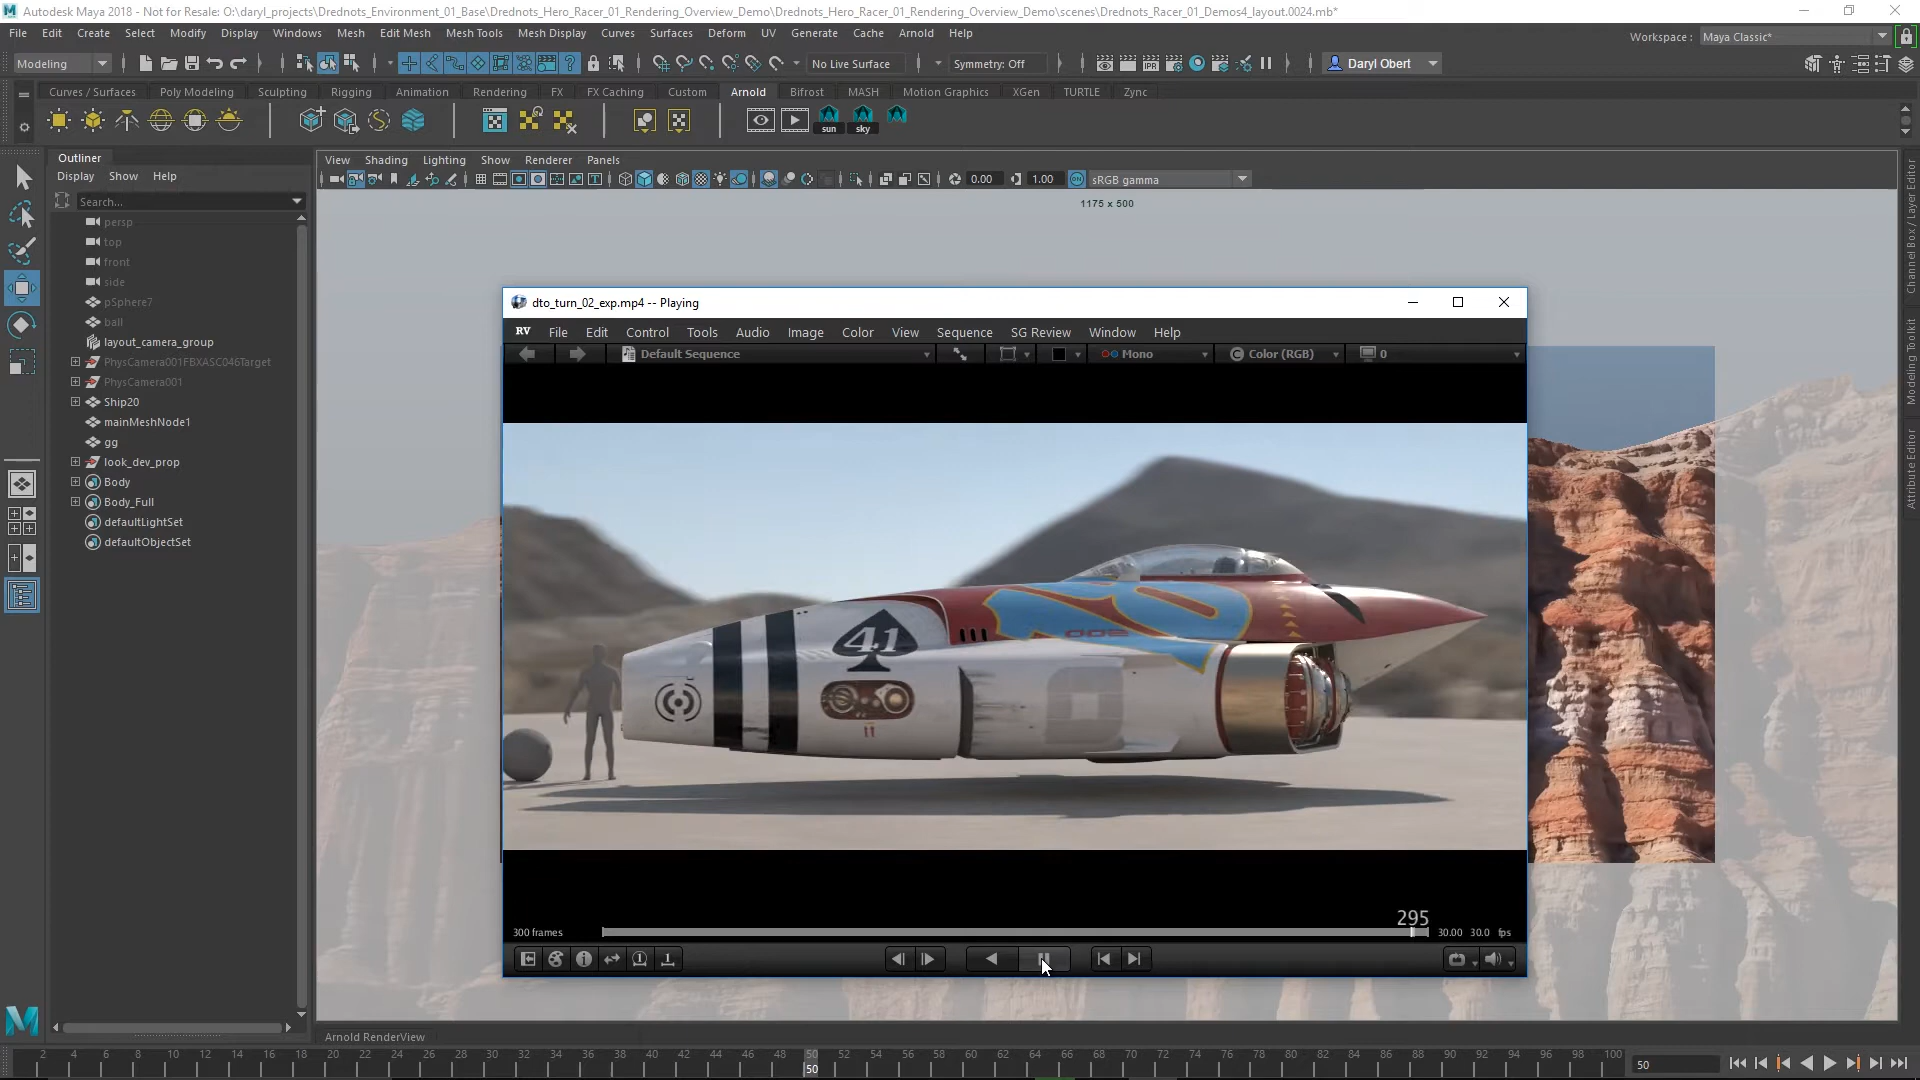 Autodesk Maya 2018 - Not for Resale: O:\daryl_projects\Drednots_Environment_01_Base\Drednots_Hero_Racer_01_Rendering_Overview_Demo\Drednots_Hero_Racer_01_Rendering_Overview_Demo\scenes\Drednots_Racer_01_Demos4_layout.0024.mb*
File Edit Create Select Modify Display Windows Mesh Edit Mesh Mesh Tools Mesh Display Curves Surfaces Deform UV Generate Cache Arnold Help
Workspace : Maya Classic*
Modeling No Live Surface Symmetry: Off Daryl Obert
Curves / Surfaces Poly Modeling Sculpting Rigging Animation Rendering FX FX Caching Custom Arnold Bifrost MASH Motion Graphics XGen TURTLE Zync
sun sky
Outliner
Display Show Help
Search...
persp
top
front
side
pSphere7
ball
layout_camera_group
PhysCamera001FBXASC046Target
PhysCamera001
Ship20
mainMeshNode1
gg
look_dev_prop
Body
Body_Full
defaultLightSet
defaultObjectSet
View Shading Lighting Show Renderer Panels
0.00 1.00 ON sRGB gamma
1175 x 500
dto_turn_02_exp.mp4 -- Playing
RV File Edit Control Tools Audio Image Color View Sequence SG Review Window Help
Default Sequence Mono Color (RGB) 0
41
002
295
300 frames 30.00 30.0 fps
Channel Box / Layer Editor
Modeling Toolkit
Attribute Editor
Arnold RenderView
2 4 6 8 10 12 14 16 18 20 22 24 26 28 30 32 34 36 38 40 42 44 46 48 50 52 54 56 58 60 62 64 66 68 70 72 74 76 78 80 82 84 86 88 90 92 94 96 98 100
50
50